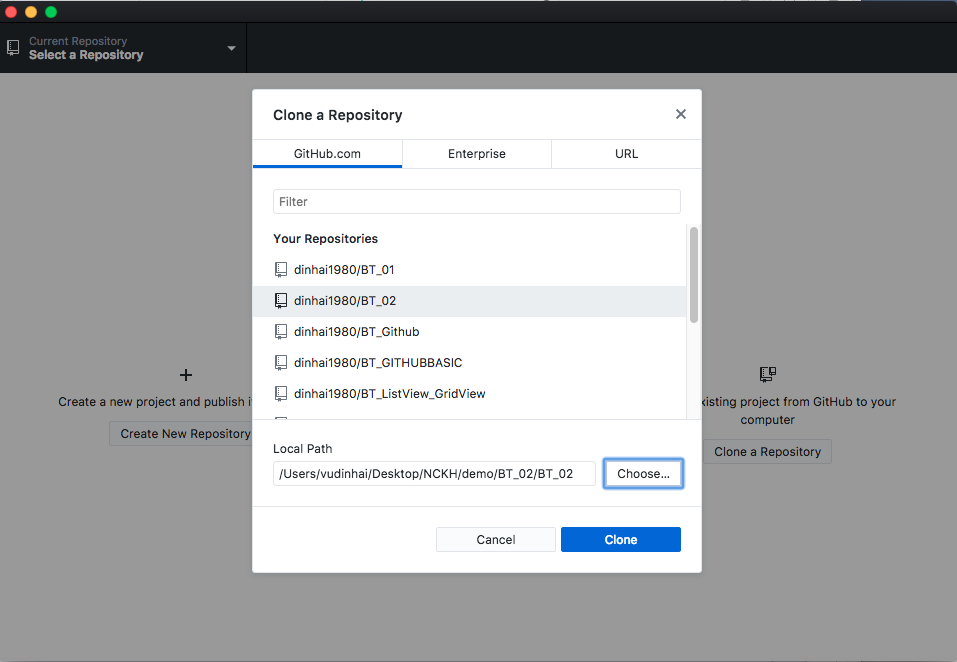 Current Repository
Select a Repository
Clone a Repository
GitHub.com
Enterprise
URL
Filter
Your Repositories
dinhai1980/BT_01
dinhai1980/BT_02
dinhai1980/BT_Github
dinhai1980/BT_GITHUBBASIC
dinhai1980/BT_ListView_GridView
Create a new project and publish i
Create New Repository
xisting project from GitHub to your
computer
Clone a Repository
Local Path
/Users/vudinhai/Desktop/NCKH/demo/BT_02/BT_02
Choose...
Cancel
Clone